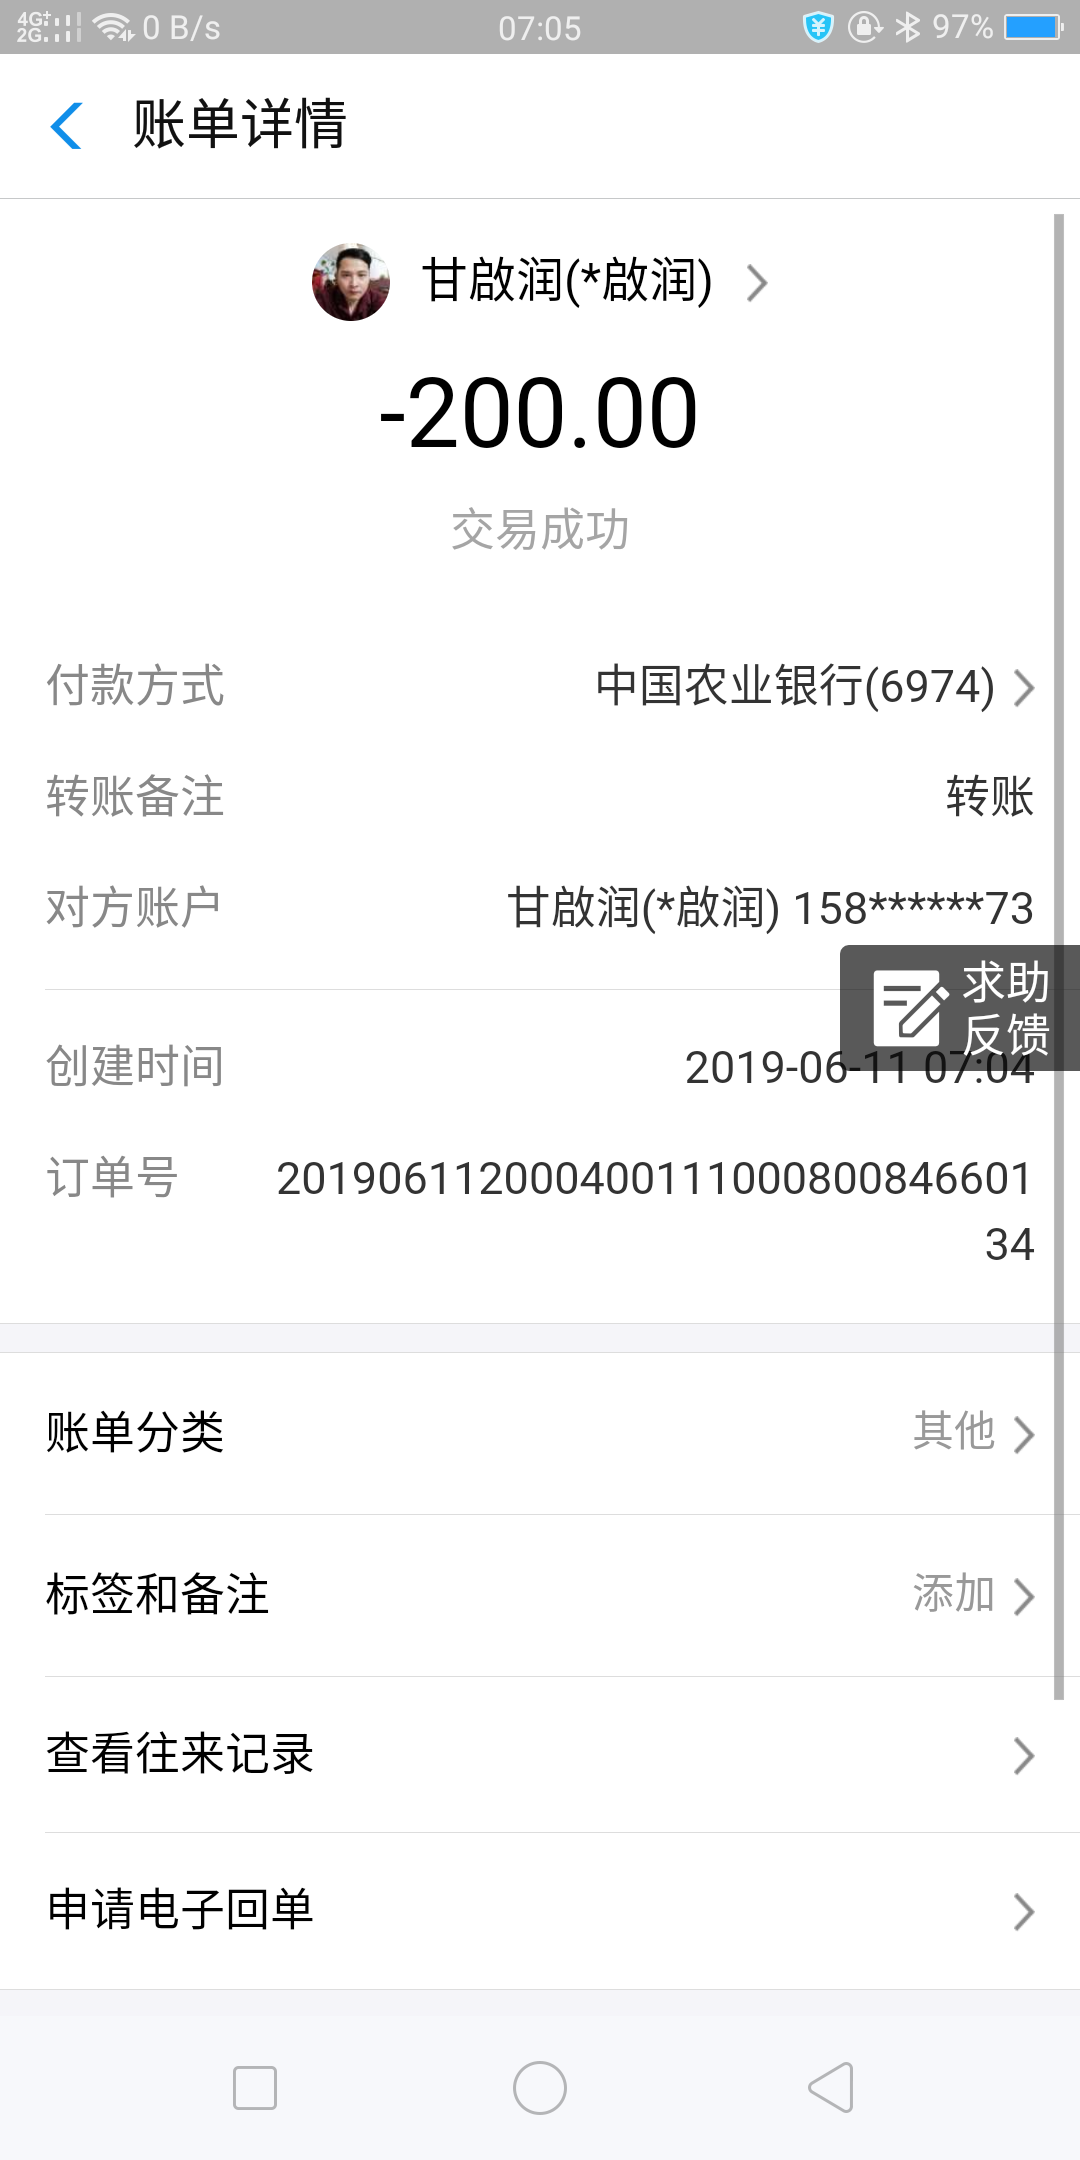 4G+ 2G 0 B/s 07:05 97%
账单详情
甘啟润(*啟润)
-200.00
交易成功
付款方式 中国农业银行(6974)
转账备注 转账
对方账户 甘啟润(*啟润) 158******73
求助
反馈
创建时间 2019-06-11 07:04
订单号 201906112000400111000800846601
34
账单分类 其他
标签和备注 添加
查看往来记录
申请电子回单